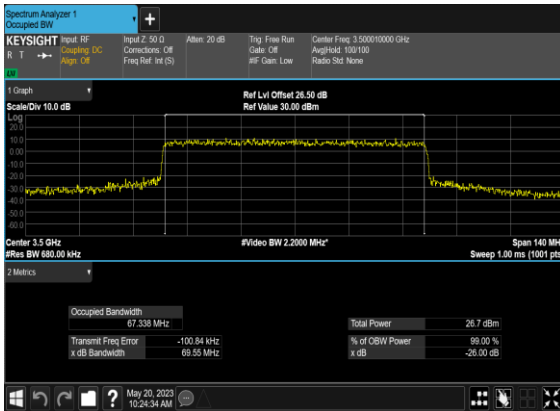 Spectrum Analyzer 1
Occupied BW
+
KEYSIGHT
R T
LXI
Input: RF
Coupling: DC
Align: Off
Input Z: 50 Ω
Corrections: Off
Freq Ref: Int (S)
Atten: 20 dB
Trig: Free Run
Gate: Off
#IF Gain: Low
Center Freq: 3.500010000 GHz
Avg|Hold: 100/100
Radio Std: None
1 Graph
Scale/Div 10.0 dB
Ref Lvl Offset 26.50 dB
Ref Value 30.00 dBm
Log
20.0
10.0
0.00
-10.0
-20.0
-30.0
-40.0
-50.0
-60.0
Center 3.5 GHz
#Video BW 2.2000 MHz*
Span 140 MH
#Res BW 680.00 kHz
Sweep 1.00 ms (1001 pts
2 Metrics
Occupied Bandwidth
67.338 MHz
Total Power 26.7 dBm
Transmit Freq Error -100.84 kHz
% of OBW Power 99.00 %
x dB Bandwidth 69.55 MHz
x dB -26.00 dB
?
May 20, 2023
10:24:34 AM